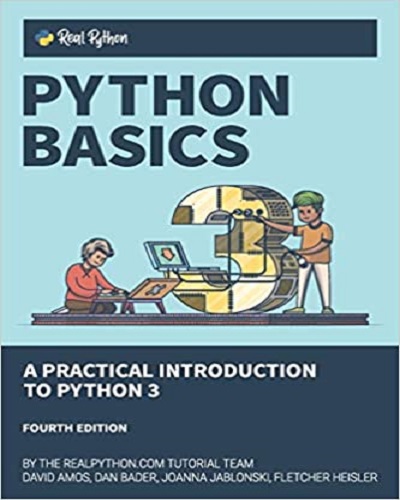 Real Python
PYTHON
BASICS
3
A PRACTICAL INTRODUCTION
TO PYTHON 3
FOURTH EDITION
BY THE REALPYTHON.COM TUTORIAL TEAM
DAVID AMOS, DAN BADER, JOANNA JABLONSKI, FLETCHER HEISLER